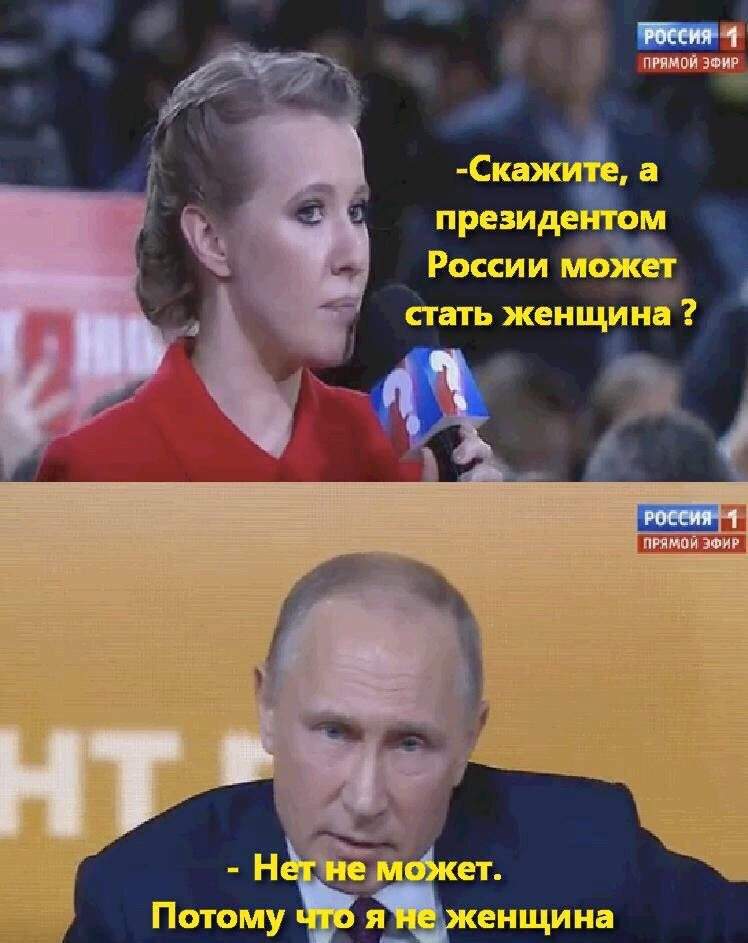 РОССИЯ 1
ПРЯМОЙ ЭФИР
-Скажите, а
президентом
России может
стать женщина ?
? ?
РОССИЯ 1
ПРЯМОЙ ЭФИР
НТ
- Нет не может.
Потому что я не женщина